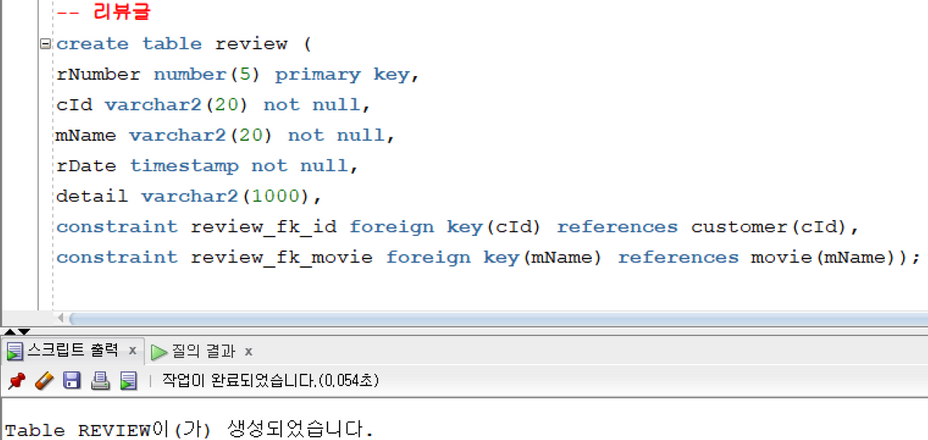 -- 리뷰글
create table review (
rNumber number(5) primary key,
cId varchar2(20) not null,
mName varchar2(20) not null,
rDate timestamp not null,
detail varchar2(1000),
constraint review_fk_id foreign key(cId) references customer(cId),
constraint review_fk_movie foreign key(mName) references movie(mName));
스크립트 출력 x 질의 결과 x
작업이 완료되었습니다.(0,054초)
Table REVIEW이(가) 생성되었습니다.